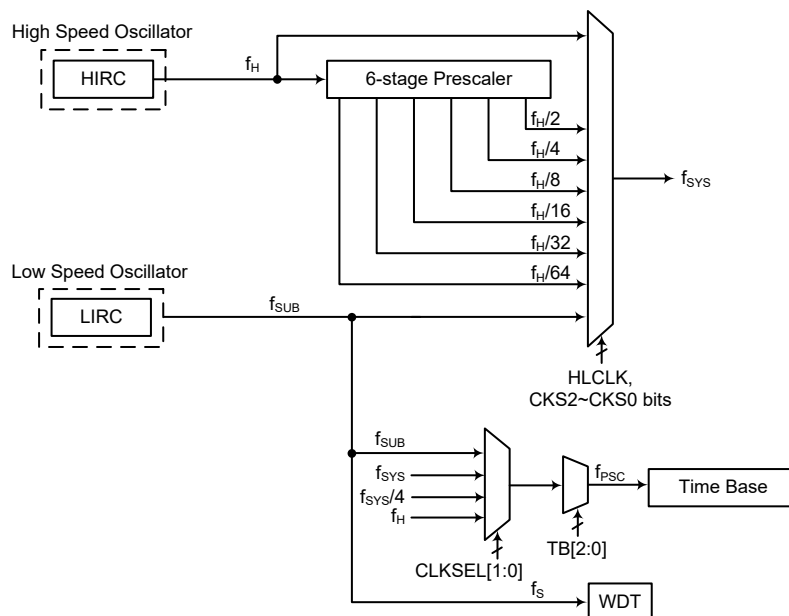 High Speed Oscillator
HIRC
fH
6-stage Prescaler
fH/2
fH/4
fH/8
fH/16
fH/32
fH/64
fSYS
Low Speed Oscillator
LIRC
fSUB
HLCLK,
CKS2~CKS0 bits
fSUB
fSYS
fSYS/4
fH
CLKSEL[1:0]
TB[2:0]
fPSC
Time Base
fS
WDT